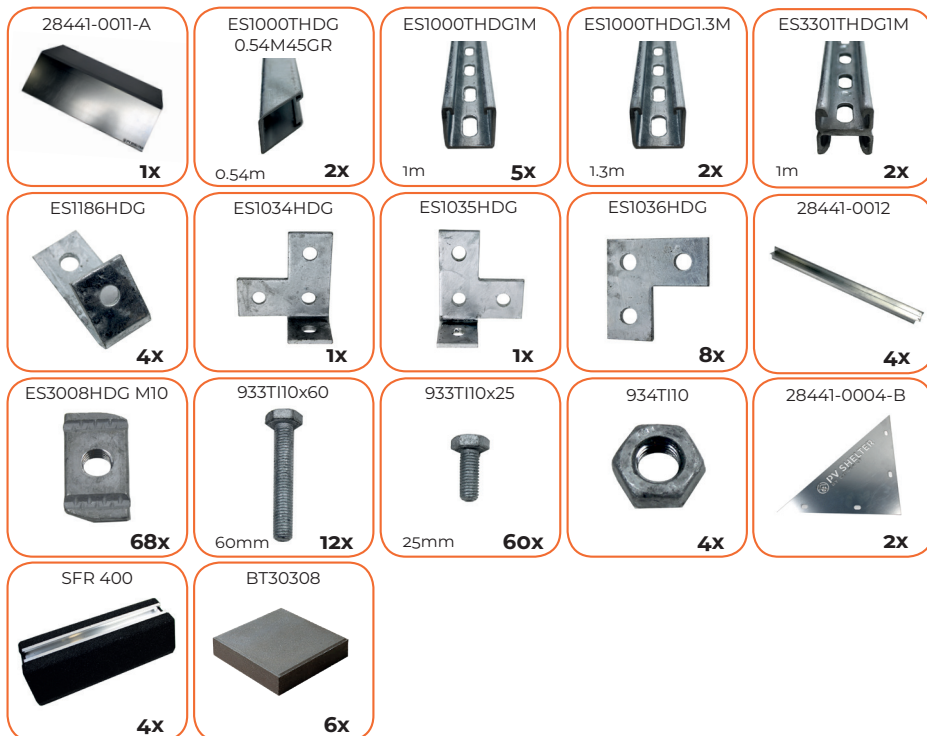 28441-0011-A
1x
ES1000THDG
0.54M45GR
0.54m
2x
ES1000THDG1M
1m
5x
ES1000THDG1.3M
1.3m
2x
ES3301THDG1M
1m
2x
ES1186HDG
4x
ES1034HDG
1x
ES1035HDG
1x
ES1036HDG
8x
28441-0012
4x
ES3008HDG M10
68x
933TI10x60
60mm
12x
933TI10x25
25mm
60x
934TI10
4x
28441-0004-B
PV SHELTER
2x
SFR 400
4x
BT30308
6x